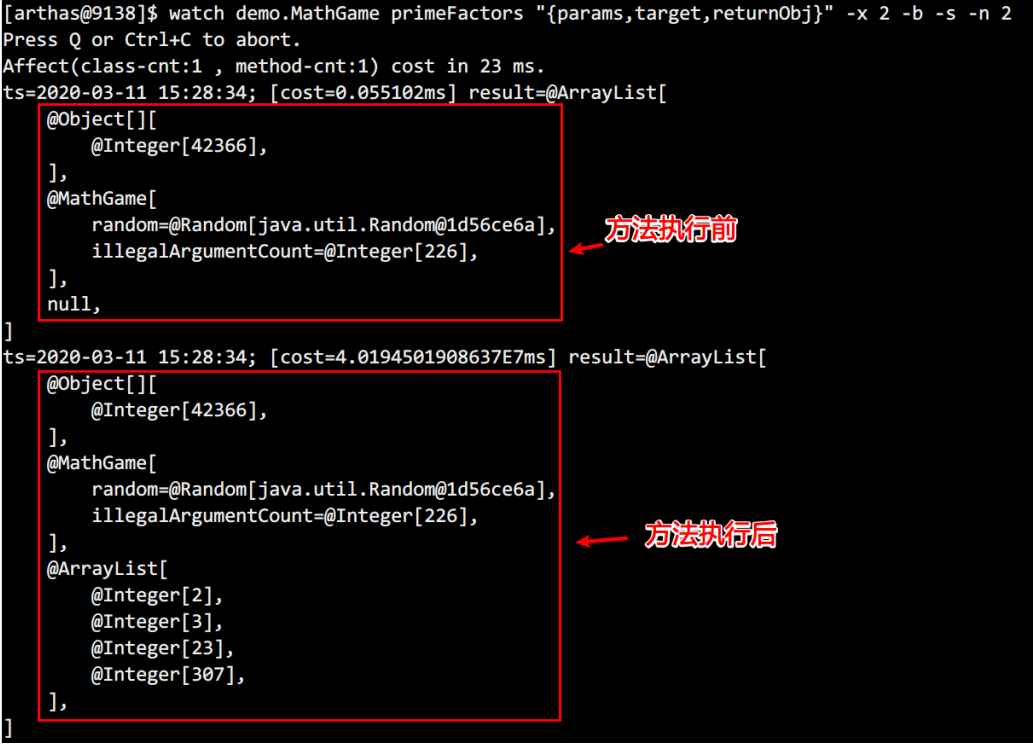 [arthas@9138]$ watch demo.MathGame primeFactors "{params,target,returnObj}" -x 2 -b -s -n 2
Press Q or Ctrl+C to abort.
Affect(class-cnt:1 , method-cnt:1) cost in 23 ms.
ts=2020-03-11 15:28:34; [cost=0.055102ms] result=@ArrayList[
    @Object[][
        @Integer[42366],
    ],
    @MathGame[
        random=@Random[java.util.Random@1d56ce6a],
方法执行前
        illegalArgumentCount=@Integer[226],
    ],
    null,
]
ts=2020-03-11 15:28:34; [cost=4.0194501908637E7ms] result=@ArrayList[
    @Object[][
        @Integer[42366],
    ],
    @MathGame[
        random=@Random[java.util.Random@1d56ce6a],
        illegalArgumentCount=@Integer[226],
方法执行后
    ],
    @ArrayList[
        @Integer[2],
        @Integer[3],
        @Integer[23],
        @Integer[307],
    ],
]